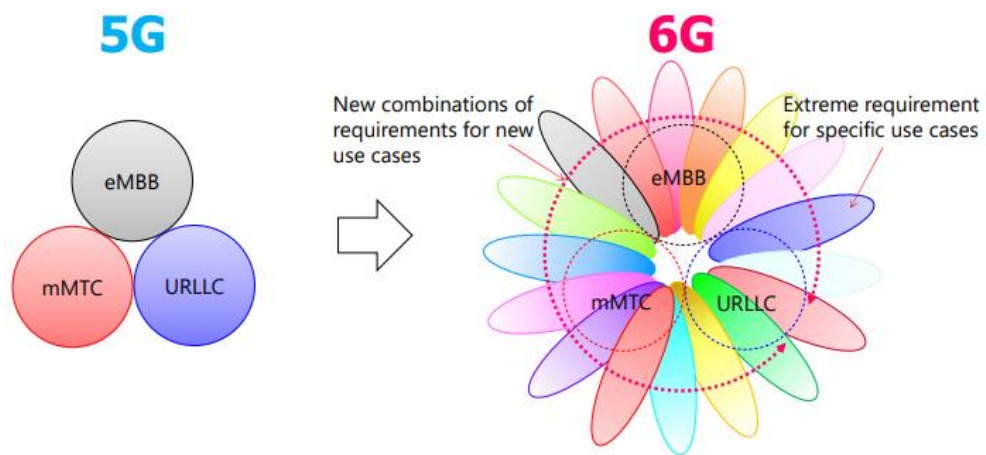 5G
6G
New combinations of
requirements for new
use cases
Extreme requirement
for specific use cases
eMBB
mMTC
URLLC
eMBB
mMTC
URLLC